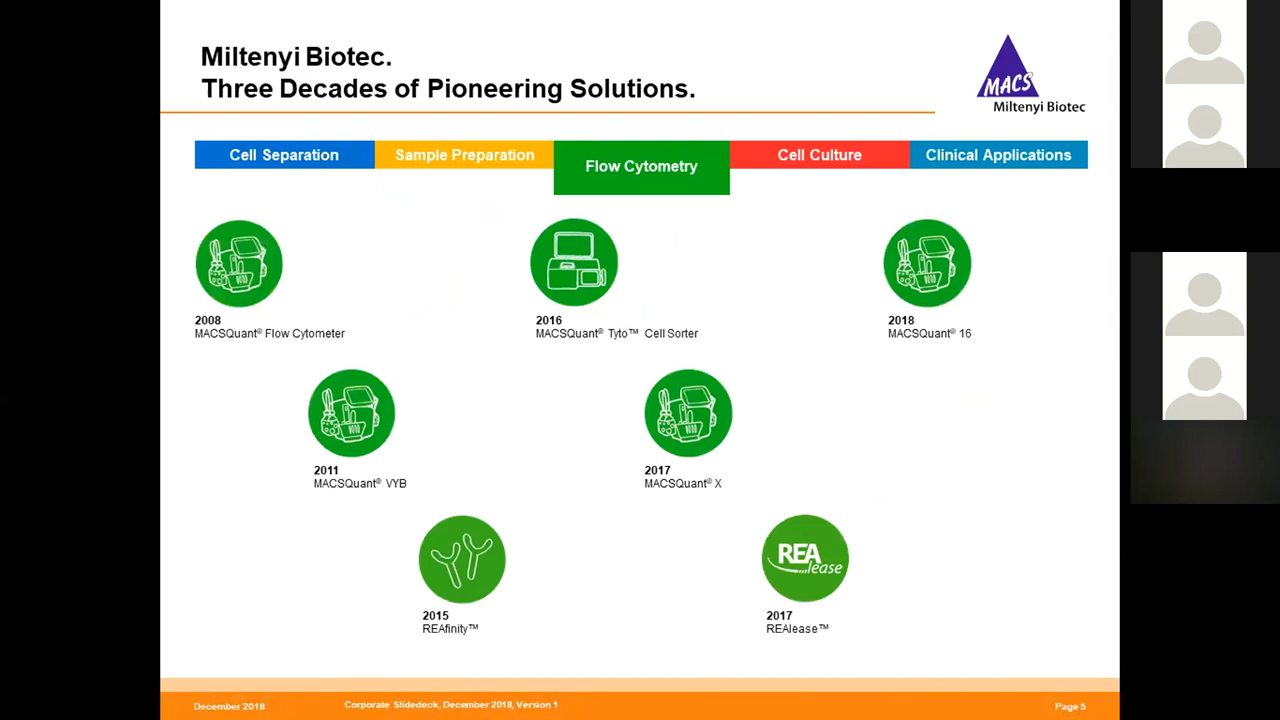 Miltenyi Biotec.
Three Decades of Pioneering Solutions.
MACS
Miltenyi Biotec
Cell Separation
Sample Preparation
Flow Cytometry
Cell Culture
Clinical Applications
2008
MACSQuant® Flow Cytometer
2016
MACSQuant® Tyto™ Cell Sorter
2018
MACSQuant® 16
2011
MACSQuant® VYB
2017
MACSQuant® X
2015
REAfinity™
REAlease
2017
REAlease™
December 2018
Corporate Slidedeck, December 2018, Version 1
Page 5